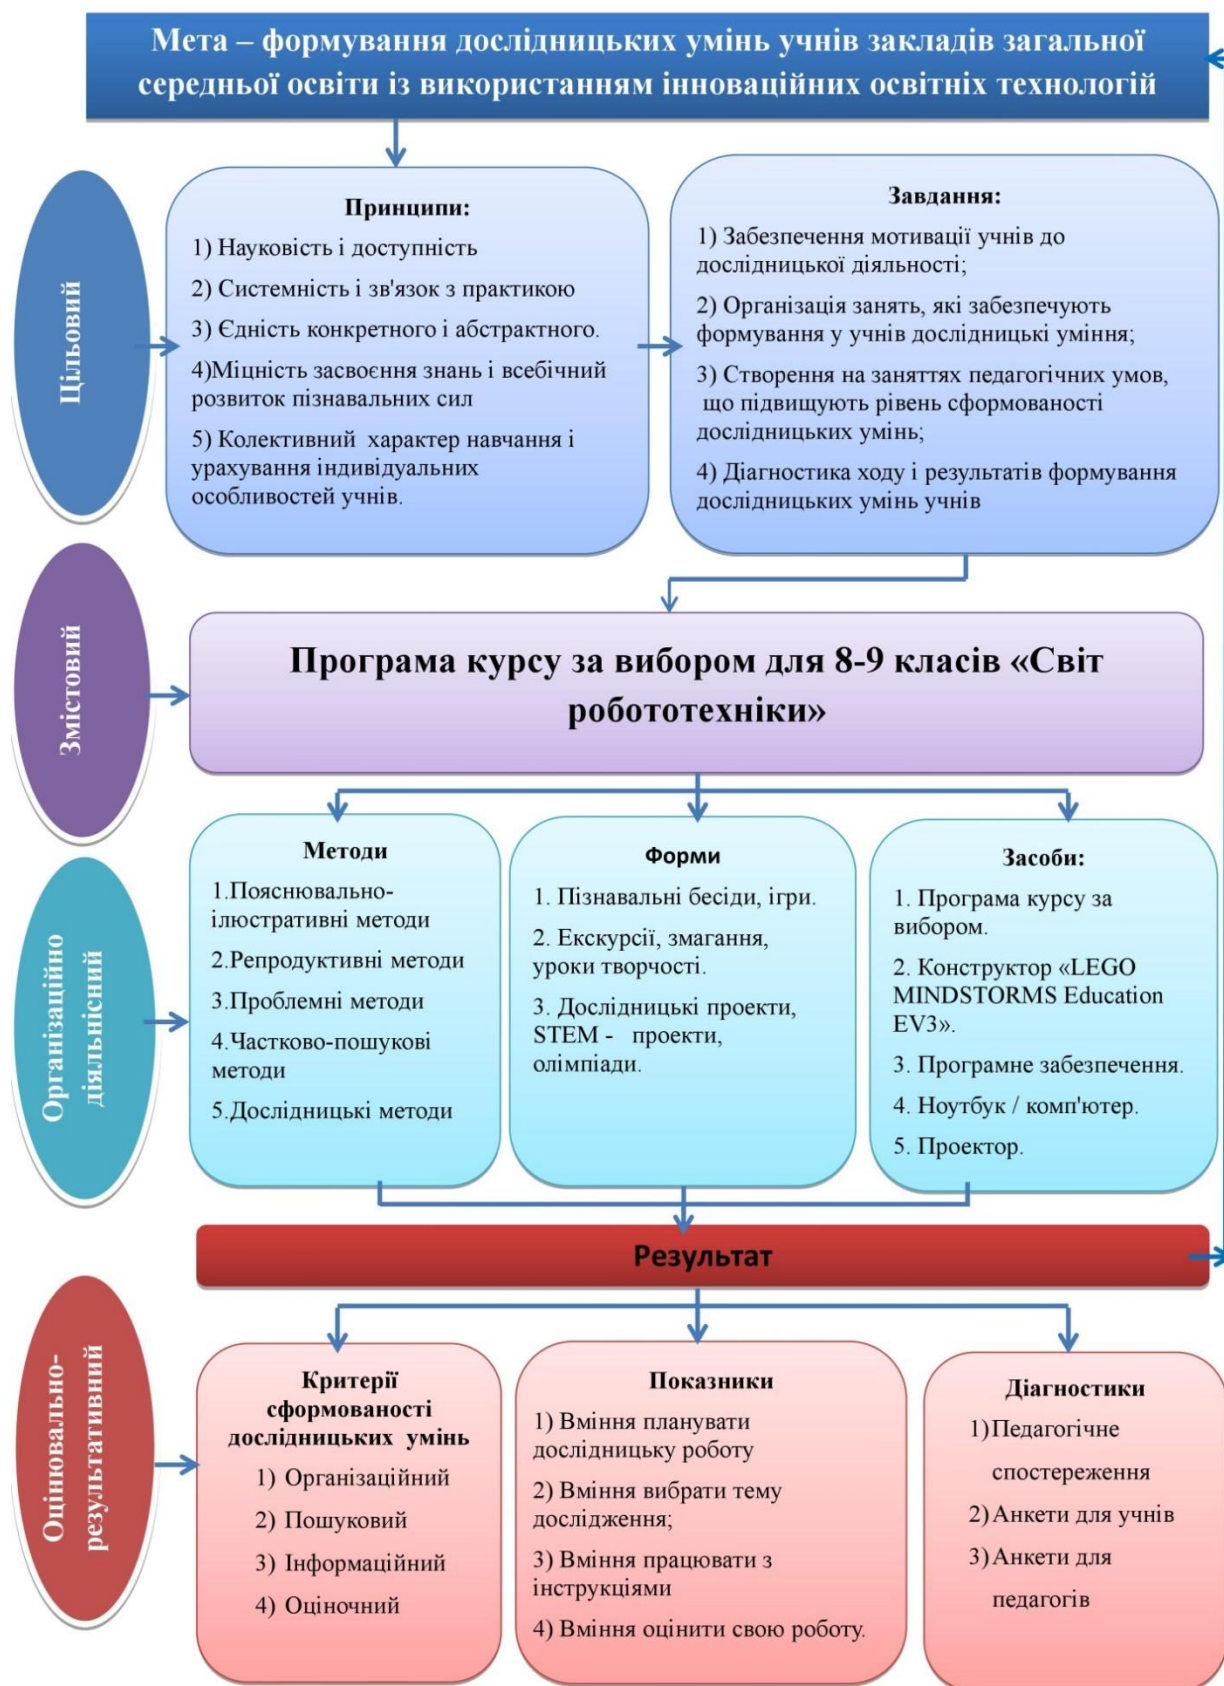 Мета – формування дослідницьких умінь учнів закладів загальної
середньої освіти із використанням інноваційних освітніх технологій
Цільовий
Принципи:
1) Науковість і доступність
2) Системність і зв'язок з практикою
3) Єдність конкретного і абстрактного.
4)Міцність засвоєння знань і всебічний
розвиток пізнавальних сил
5) Колективний характер навчання і
урахування індивідуальних
особливостей учнів.
Завдання:
1) Забезпечення мотивації учнів до
дослідницької діяльності;
2) Організація занять, які забезпечують
формування у учнів дослідницькі уміння;
3) Створення на заняттях педагогічних умов,
що підвищують рівень сформованості
дослідницьких умінь;
4) Діагностика ходу і результатів формування
дослідницьких умінь учнів
Змістовий
Програма курсу за вибором для 8-9 класів «Світ
робототехніки»
Організаційно
діяльнісний
Методи
1.Пояснювально-
ілюстративні методи
2.Репродуктивні методи
3.Проблемні методи
4.Частково-пошукові
методи
5.Дослідницькі методи
Форми
1. Пізнавальні бесіди, ігри.
2. Екскурсії, змагання,
уроки творчості.
3. Дослідницькі проекти,
STEM - проекти,
олімпіади.
Засоби:
1. Програма курсу за
вибором.
2. Конструктор «LEGO
MINDSTORMS Education
EV3».
3. Програмне забезпечення.
4. Ноутбук / комп'ютер.
5. Проектор.
Результат
Оцінювально-
результативний
Критерії
сформованості
дослідницьких умінь
1) Організаційний
2) Пошуковий
3) Інформаційний
4) Оціночний
Показники
1) Вміння планувати
дослідницьку роботу
2) Вміння вибрати тему
дослідження;
3) Вміння працювати з
інструкціями
4) Вміння оцінити свою роботу.
Діагностики
1)Педагогічне
спостереження
2)Анкети для учнів
3)Анкети для
педагогів